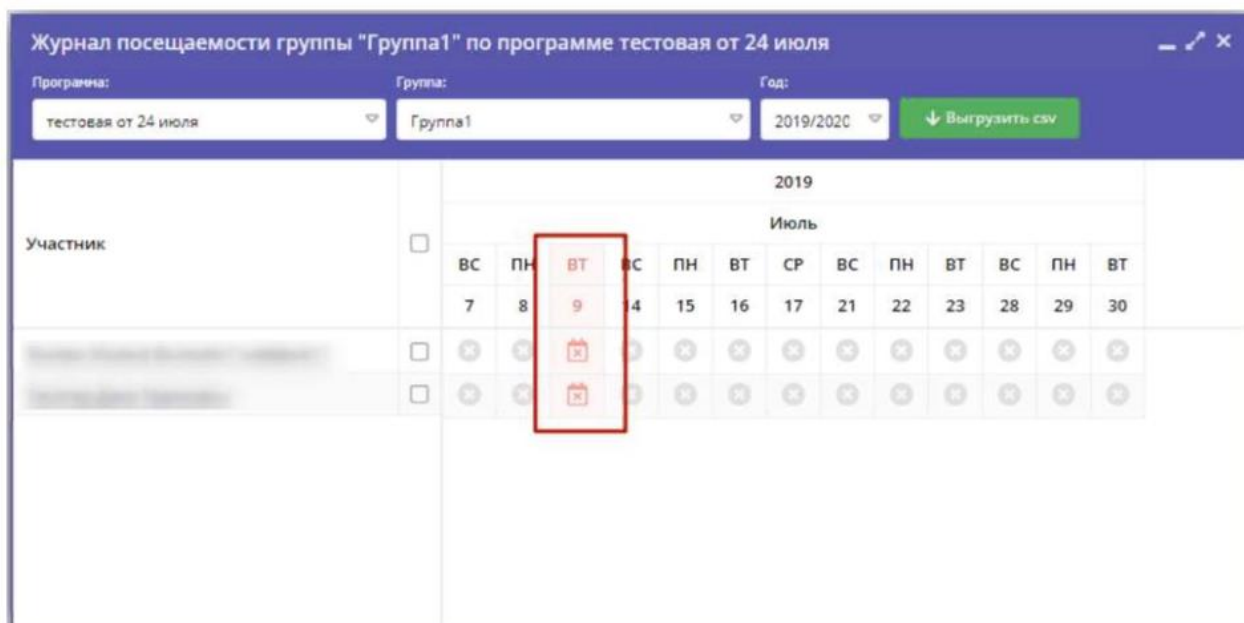 Журнал посещаемости группы "Группа1" по программе тестовая от 24 июля
Программа: Группа: Год:
тестовая от 24 июля Группа1 2019/2020 Выгрузить csv
2019
Июль
Участник
ВС ПН ВТ ВС ПН ВТ СР ВС ПН ВТ ВС ПН ВТ
7 8 9 14 15 16 17 21 22 23 28 29 30